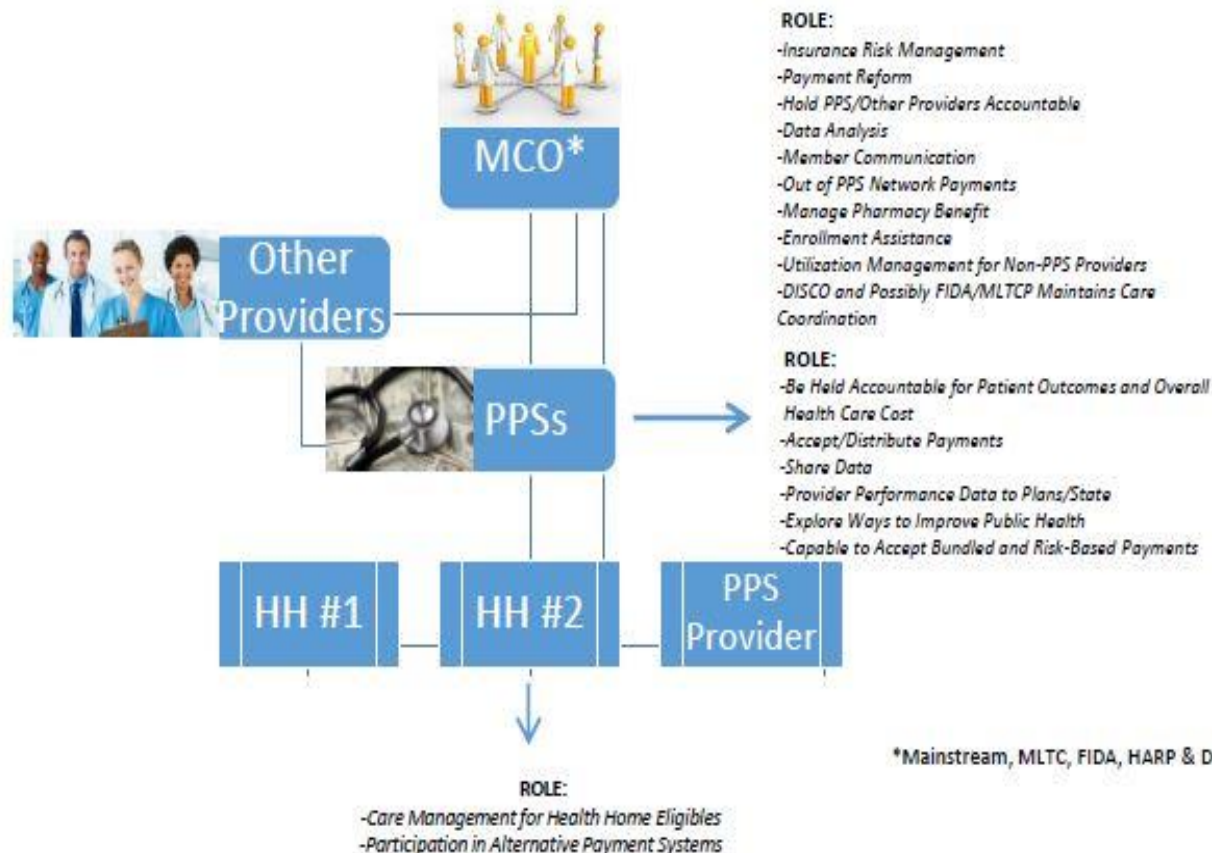 MCO*
ROLE:
-Insurance Risk Management
-Payment Reform
-Hold PPS/Other Providers Accountable
-Data Analysis
-Member Communication
-Out of PPS Network Payments
-Manage Pharmacy Benefit
-Enrollment Assistance
-Utilization Management for Non-PPS Providers
-DISCO and Possibly FIDA/MLTCP Maintains Care
Coordination
Other
Providers
PPSs
ROLE:
-Be Held Accountable for Patient Outcomes and Overall
Health Care Cost
-Accept/Distribute Payments
-Share Data
-Provider Performance Data to Plans/State
-Explore Ways to Improve Public Health
-Capable to Accept Bundled and Risk-Based Payments
HH #1
HH #2
PPS
Provider
*Mainstream, MLTC, FIDA, HARP & D
ROLE:
-Care Management for Health Home Eligibles
-Participation in Alternative Payment Systems